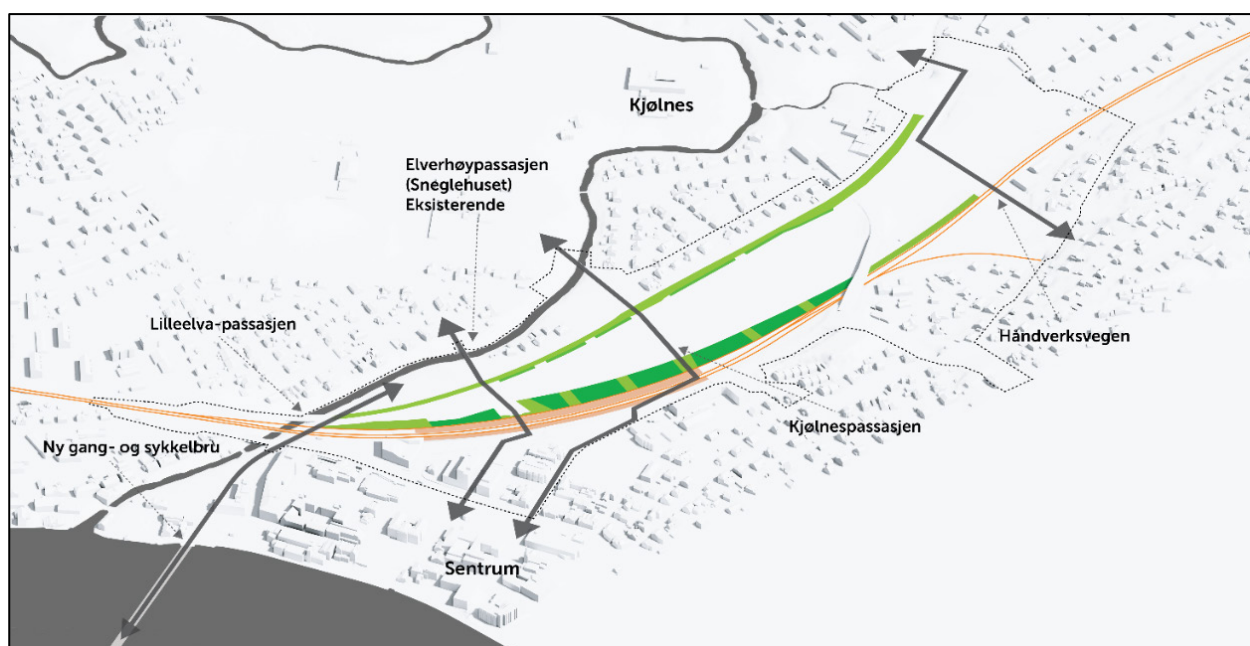 Kjølnes
Elverhøypassasjen
(Sneglehuset)
Eksisterende
Lilleelva-passasjen
Håndverksvegen
Kjølnespassasjen
Ny gang- og sykkelbru
Sentrum